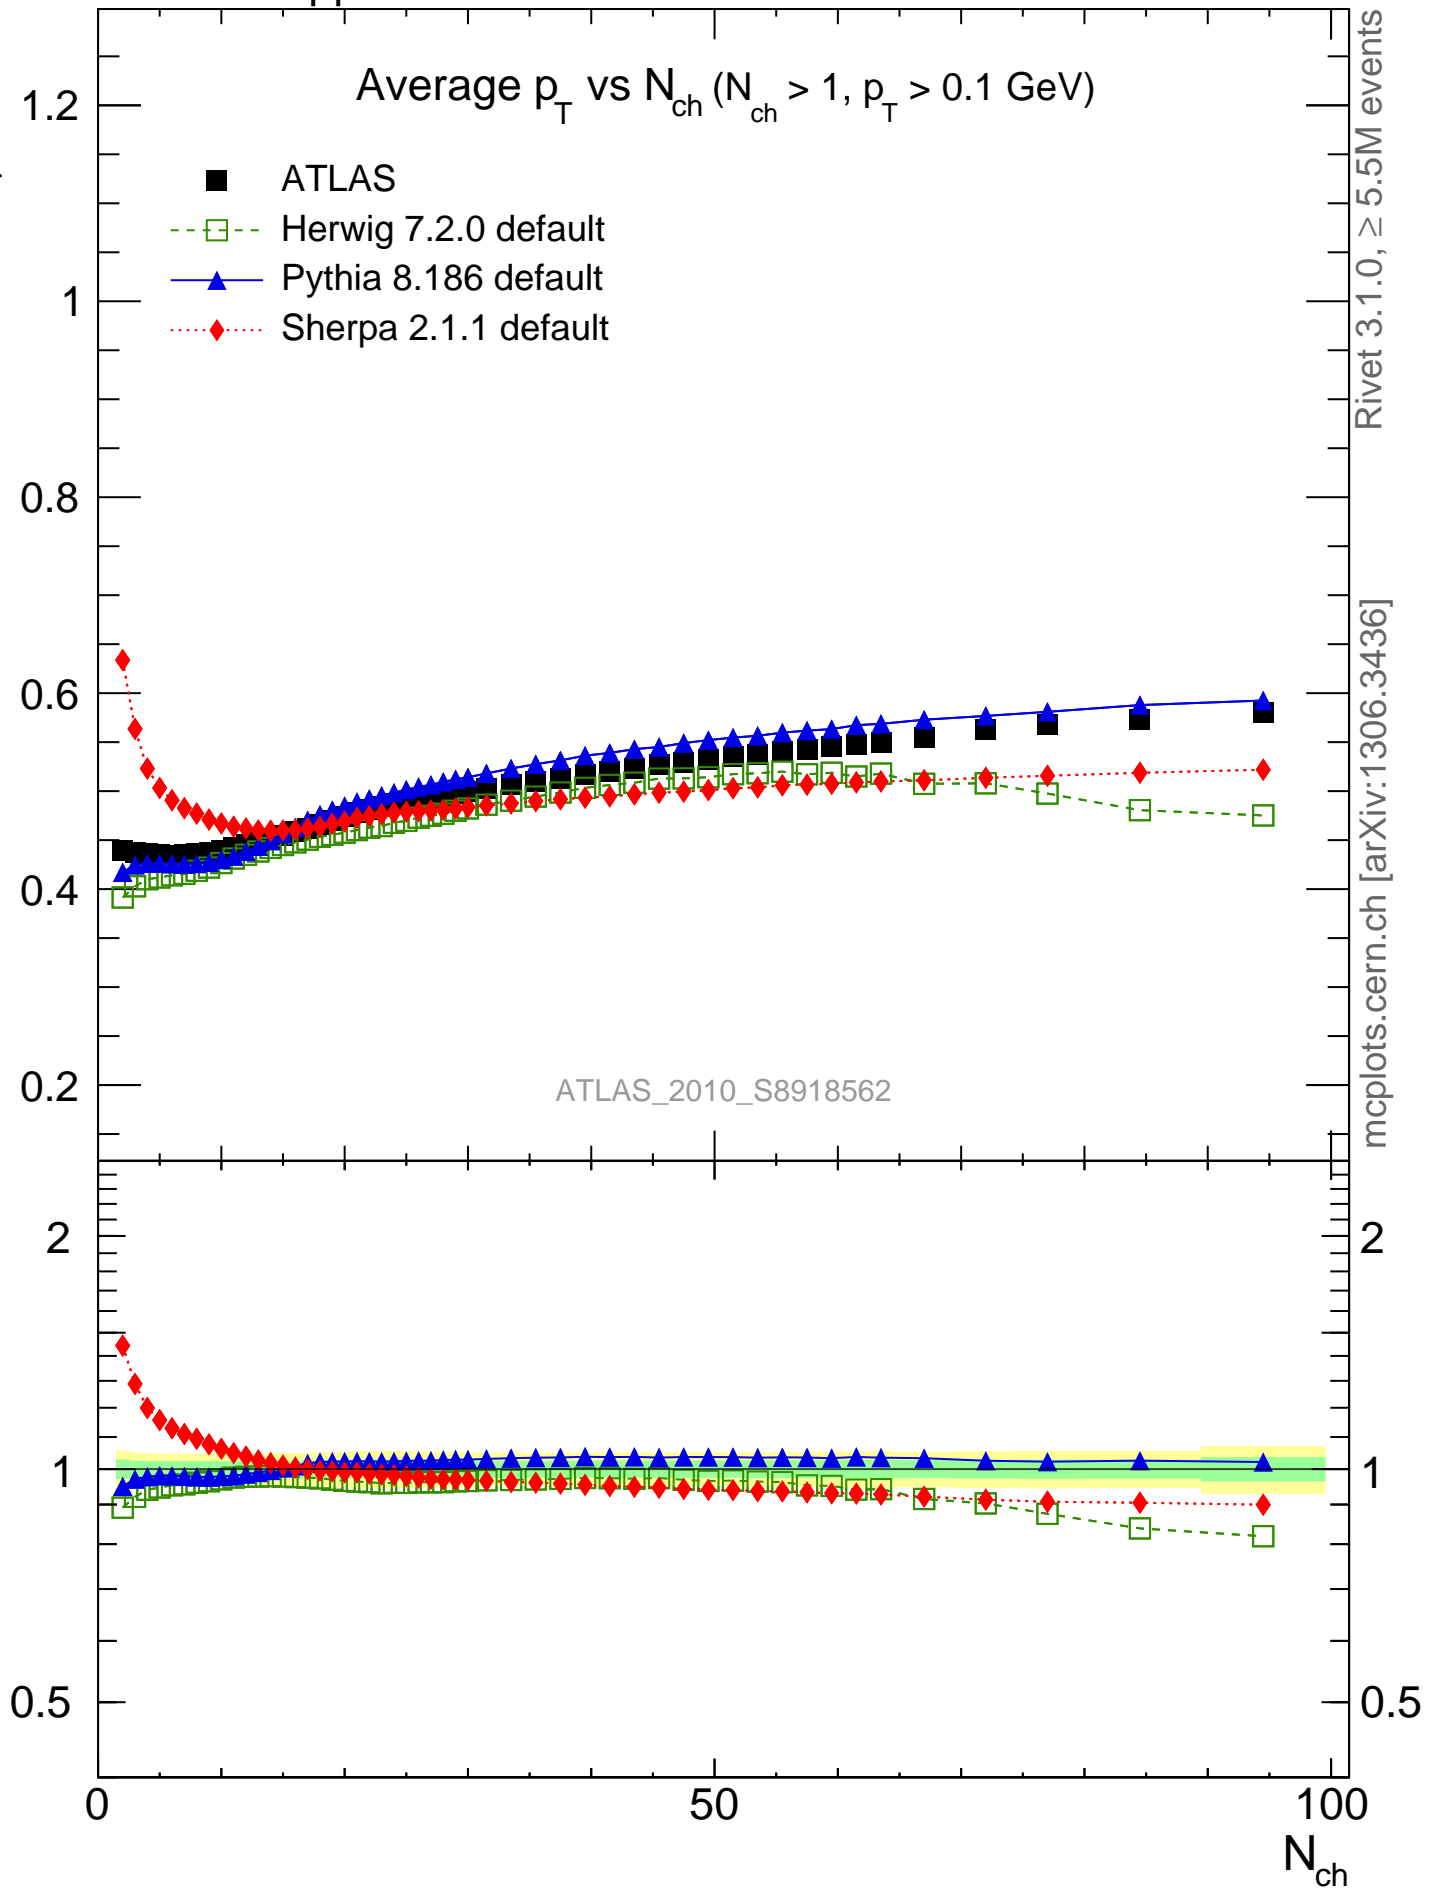 Average p_T vs N_ch (N_ch > 1, p_T > 0.1 GeV)
ATLAS
Herwig 7.2.0 default
Pythia 8.186 default
Sherpa 2.1.1 default
1.2
1
0.8
0.6
0.4
0.2
ATLAS_2010_S8918562
Rivet 3.1.0, ≥ 5.5M events
mcplots.cern.ch [arXiv:1306.3436]
2
1
0.5
2
1
0.5
0
50
100
N_ch